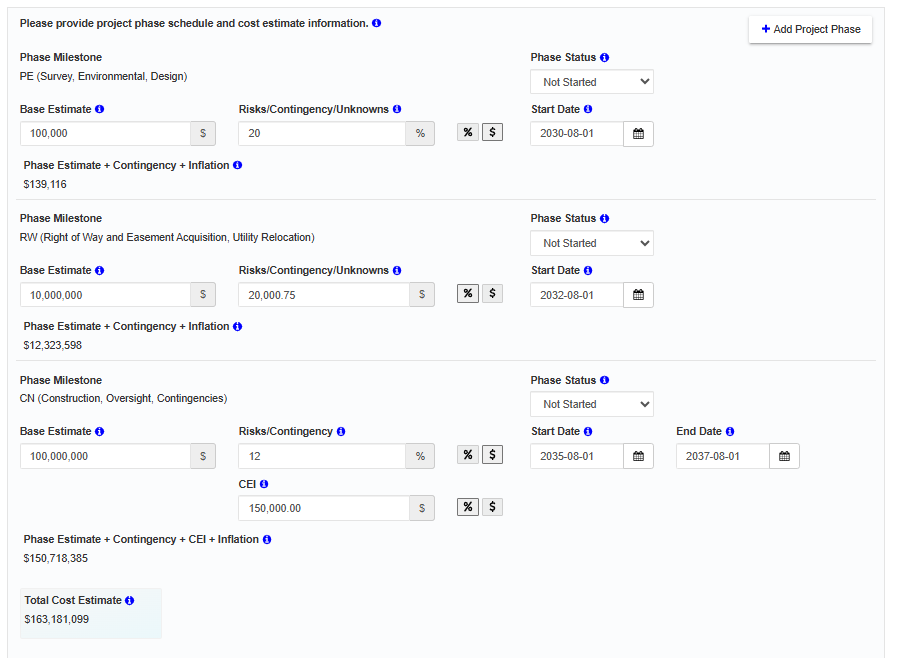 Please provide project phase schedule and cost estimate information.
+ Add Project Phase
Phase Milestone
Phase Status
PE (Survey, Environmental, Design)
Not Started
Base Estimate
Risks/Contingency/Unknowns
Start Date
100,000 $
20 %
% $
2030-08-01
Phase Estimate + Contingency + Inflation
$139,116
Phase Milestone
Phase Status
RW (Right of Way and Easement Acquisition, Utility Relocation)
Not Started
Base Estimate
Risks/Contingency/Unknowns
Start Date
10,000,000 $
20,000.75 $
% $
2032-08-01
Phase Estimate + Contingency + Inflation
$12,323,598
Phase Milestone
Phase Status
CN (Construction, Oversight, Contingencies)
Not Started
Base Estimate
Risks/Contingency
Start Date
End Date
100,000,000 $
12 %
% $
2035-08-01
2037-08-01
CEI
150,000.00 $
% $
Phase Estimate + Contingency + CEI + Inflation
$150,718,385
Total Cost Estimate
$163,181,099